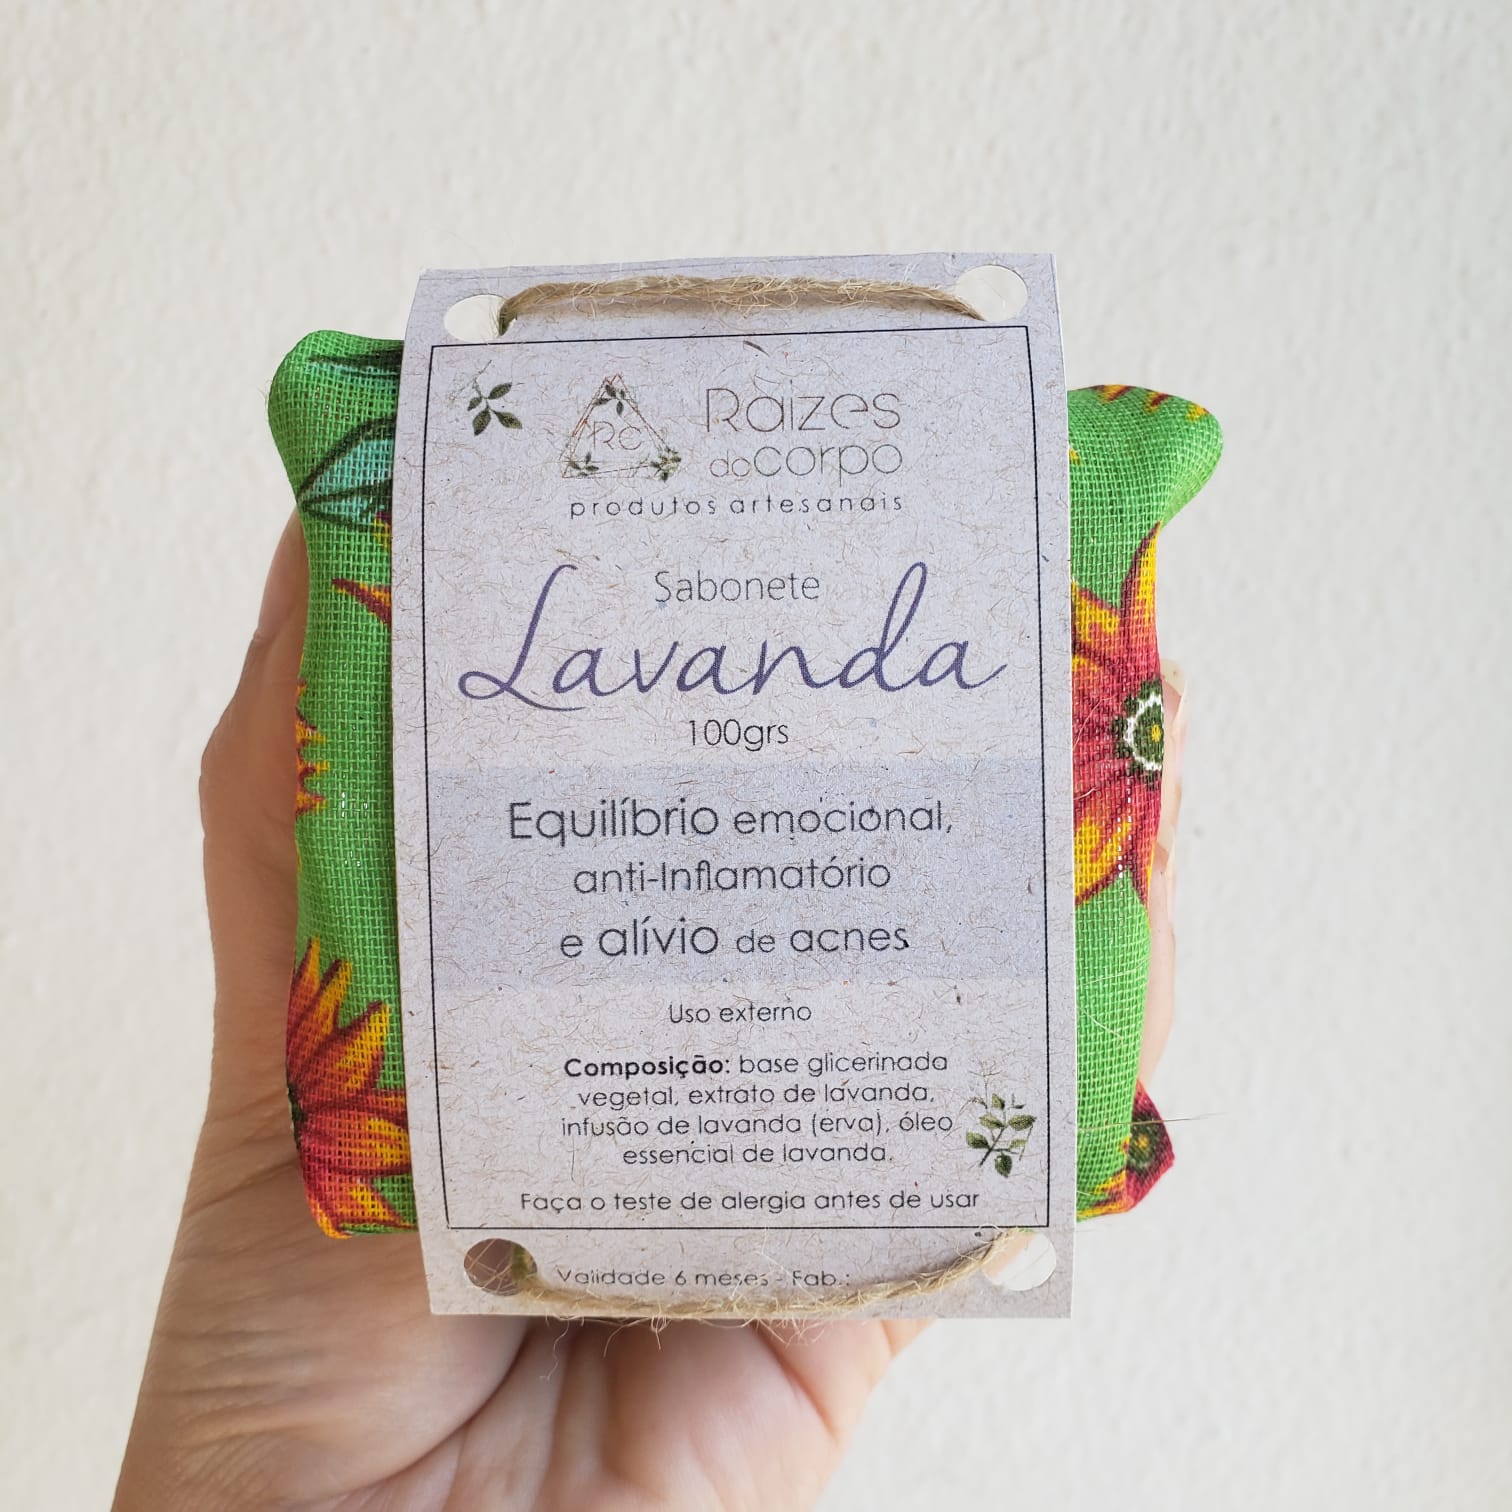 RC
Raízes
do corpo
produtos artesanais
Sabonete
Lavanda
100grs
Equilíbrio emocional,
anti-Inflamatório
e alívio de acnes
Uso externo
Composição: base glicerinada
vegetal, extrato de lavanda,
infusão de lavanda (erva), óleo
essencial de lavanda.
Faça o teste de alergia antes de usar
Validade 6 meses - Fab.: